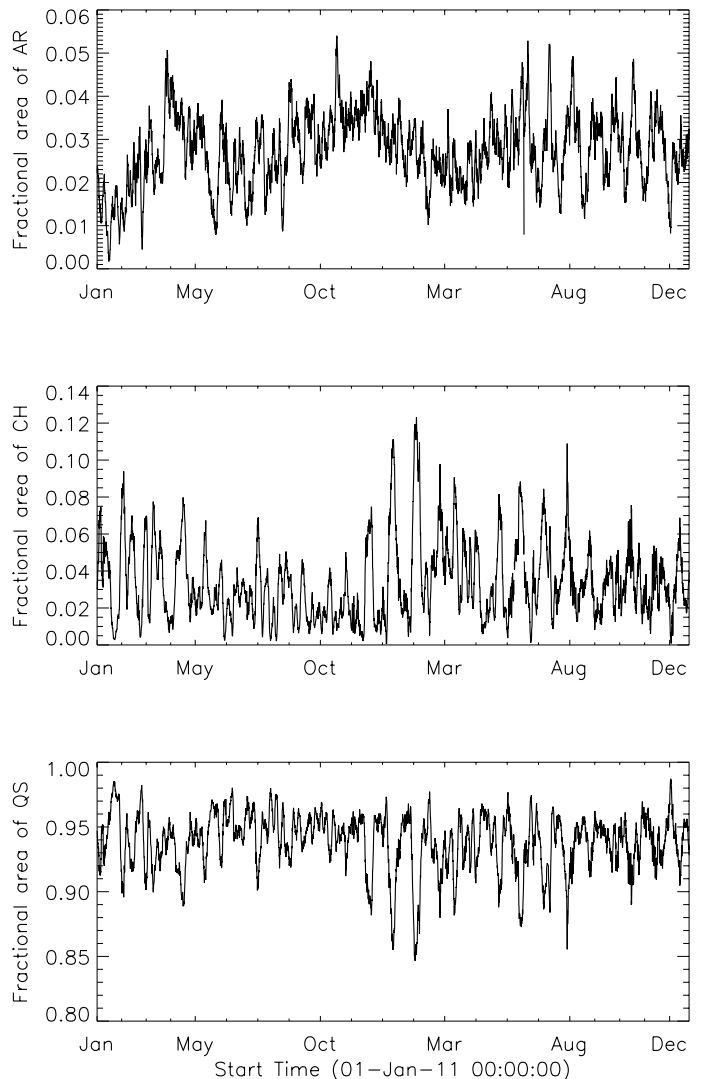 Fractional area of AR
0.06
0.05
0.04
0.03
0.02
0.01
0.00
Jan May Oct Mar Aug Dec
Fractional area of CH
0.14
0.12
0.10
0.08
0.06
0.04
0.02
0.00
Jan May Oct Mar Aug Dec
Fractional area of QS
1.00
0.95
0.90
0.85
0.80
Jan May Oct Mar Aug Dec
Start Time (01-Jan-11 00:00:00)